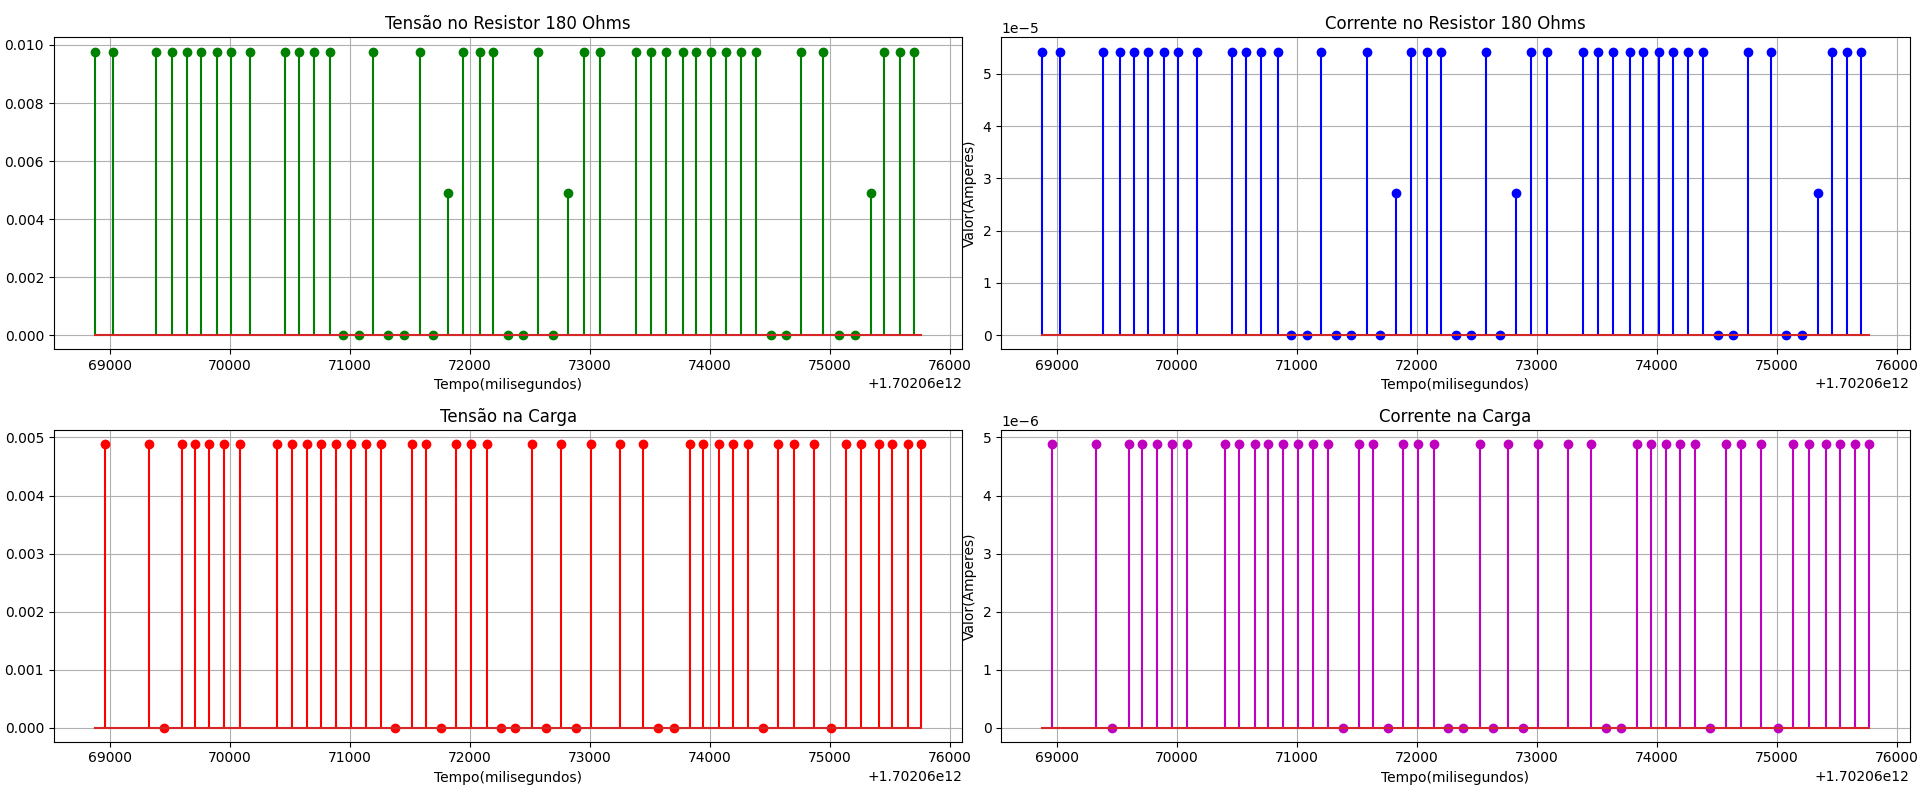 Tensão no Resistor 180 Ohms
0.010
0.008
0.006
0.004
0.002
0.000
69000 70000 71000 72000 73000 74000 75000 76000
Tempo(milisegundos)
+1.70206e12
Corrente no Resistor 180 Ohms
1e−5
Valor(Amperes)
5
4
3
2
1
0
69000 70000 71000 72000 73000 74000 75000 76000
Tempo(milisegundos)
+1.70206e12
Tensão na Carga
0.005
0.004
0.003
0.002
0.001
0.000
69000 70000 71000 72000 73000 74000 75000 76000
Tempo(milisegundos)
+1.70206e12
Corrente na Carga
1e−6
Valor(Amperes)
5
4
3
2
1
0
69000 70000 71000 72000 73000 74000 75000 76000
Tempo(milisegundos)
+1.70206e12